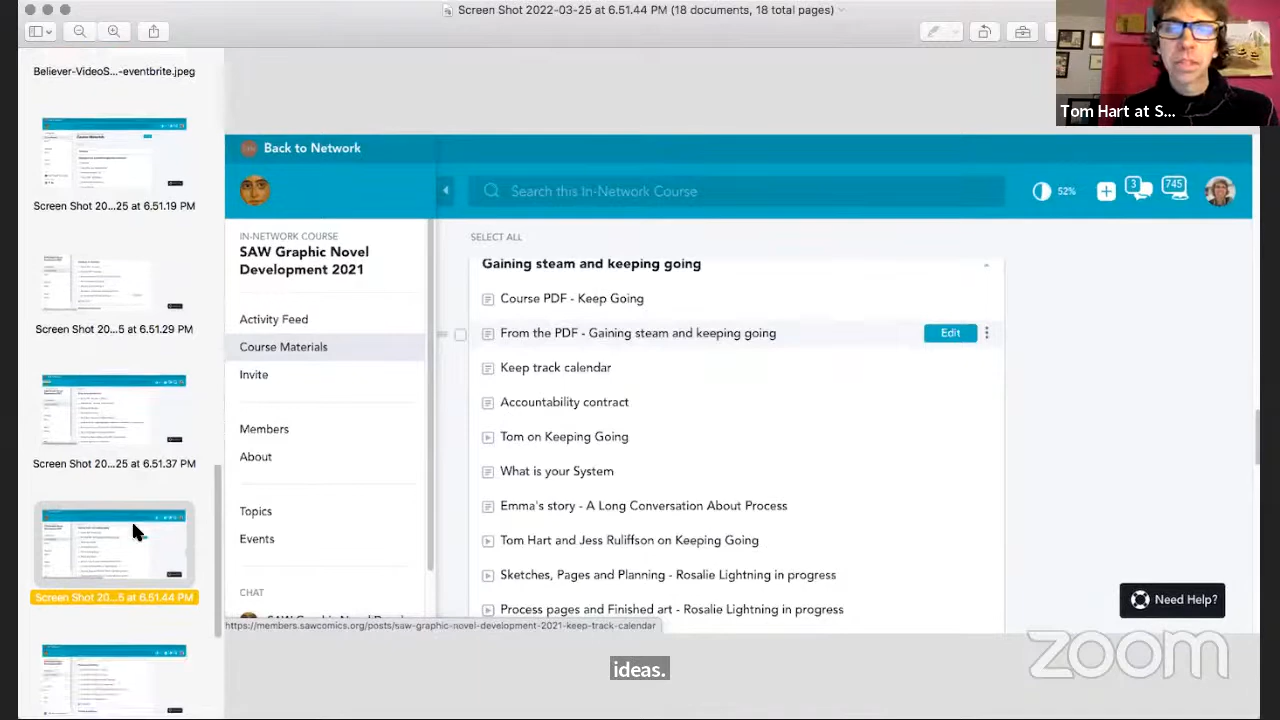 Screen Shot 2022-03-25 at 6.51.44 PM (18 documents, 18 total pages)
Believer-VideoS...-eventbrite.jpeg
Screen Shot 20...25 at 6.51.19 PM
Screen Shot 20...5 at 6.51.29 PM
Screen Shot 20...25 at 6.51.37 PM
Screen Shot 20...5 at 6.51.44 PM
Tom Hart at S...
Back to Network
Search this In-Network Course
52%
3
745
IN-NETWORK COURSE
SAW Graphic Novel
Development 2021
Activity Feed
Course Materials
Invite
Members
About
Topics
Events
CHAT
SELECT ALL
and keeping going
PDF - Keep Going
From the PDF - Gaining steam and keeping going
Edit
Keep track calendar
Accountability contract
Keeping Going
What is your System
Emma's story - A Long Conversation About Process
Tom Hart and Jess Ruliffson on Keeping Going
Sketches, Pages and Planning - Rosalie Lightning in progress
Process pages and Finished art - Rosalie Lightning in progress
Need Help?
https://members.sawcomics.org/posts/saw-graphic-novel-development-2021-keep-track-calendar
ideas.
zoom